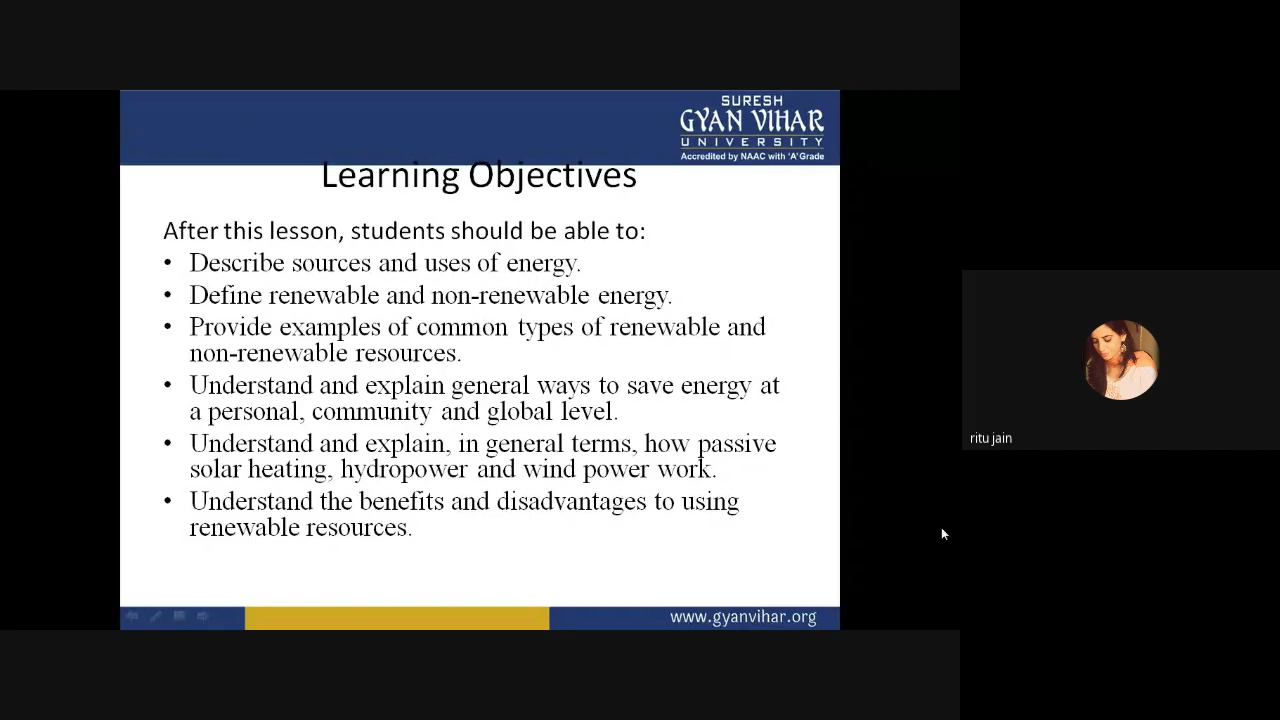 SURESH
GYAN VIHAR
UNIVERSITY
Accredited by NAAC with 'A' Grade
Learning Objectives
After this lesson, students should be able to:
• Describe sources and uses of energy.
• Define renewable and non-renewable energy.
• Provide examples of common types of renewable and
non-renewable resources.
• Understand and explain general ways to save energy at
a personal, community and global level.
• Understand and explain, in general terms, how passive
solar heating, hydropower and wind power work.
• Understand the benefits and disadvantages to using
renewable resources.
www.gyanvihar.org
ritu jain